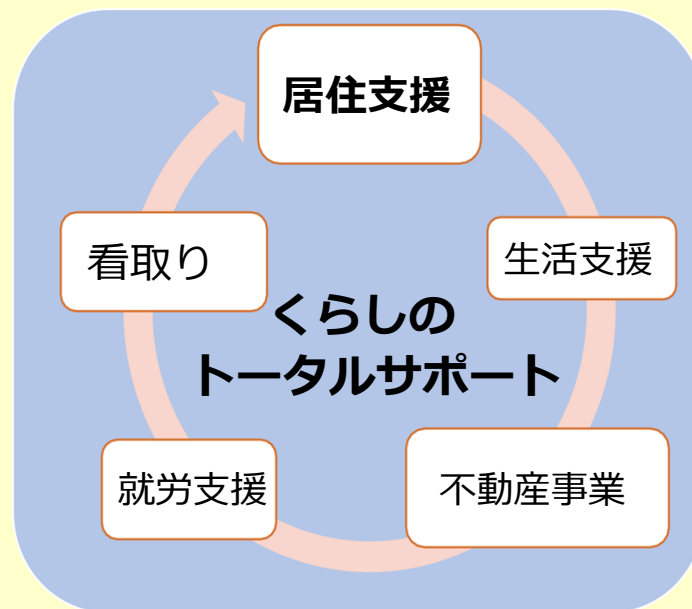 居住支援
生活支援
看取り
くらしの
トータルサポート
就労支援
不動産事業